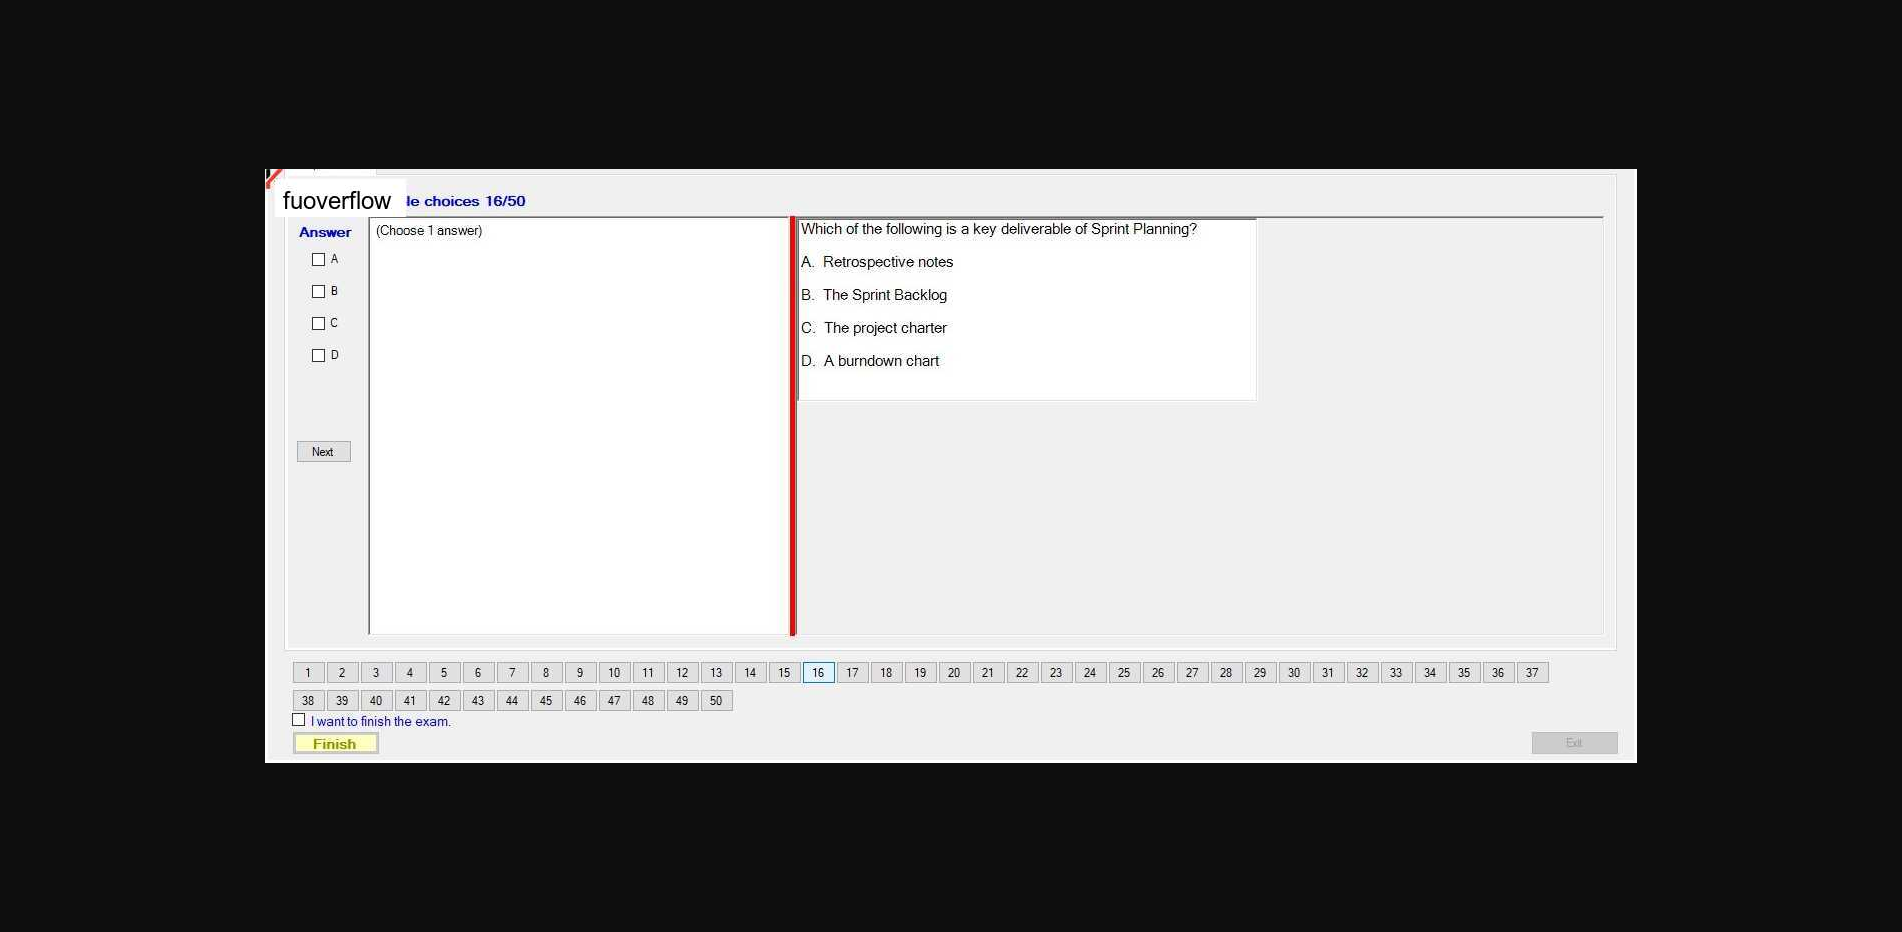 fuoverflow
le choices 16/50
Answer
(Choose 1 answer)
A
B
C
D
Next
Which of the following is a key deliverable of Sprint Planning?
A. Retrospective notes
B. The Sprint Backlog
C. The project charter
D. A burndown chart
1 2 3 4 5 6 7 8 9 10 11 12 13 14 15 16 17 18 19 20 21 22 23 24 25 26 27 28 29 30 31 32 33 34 35 36 37
38 39 40 41 42 43 44 45 46 47 48 49 50
I want to finish the exam.
Finish
Exit